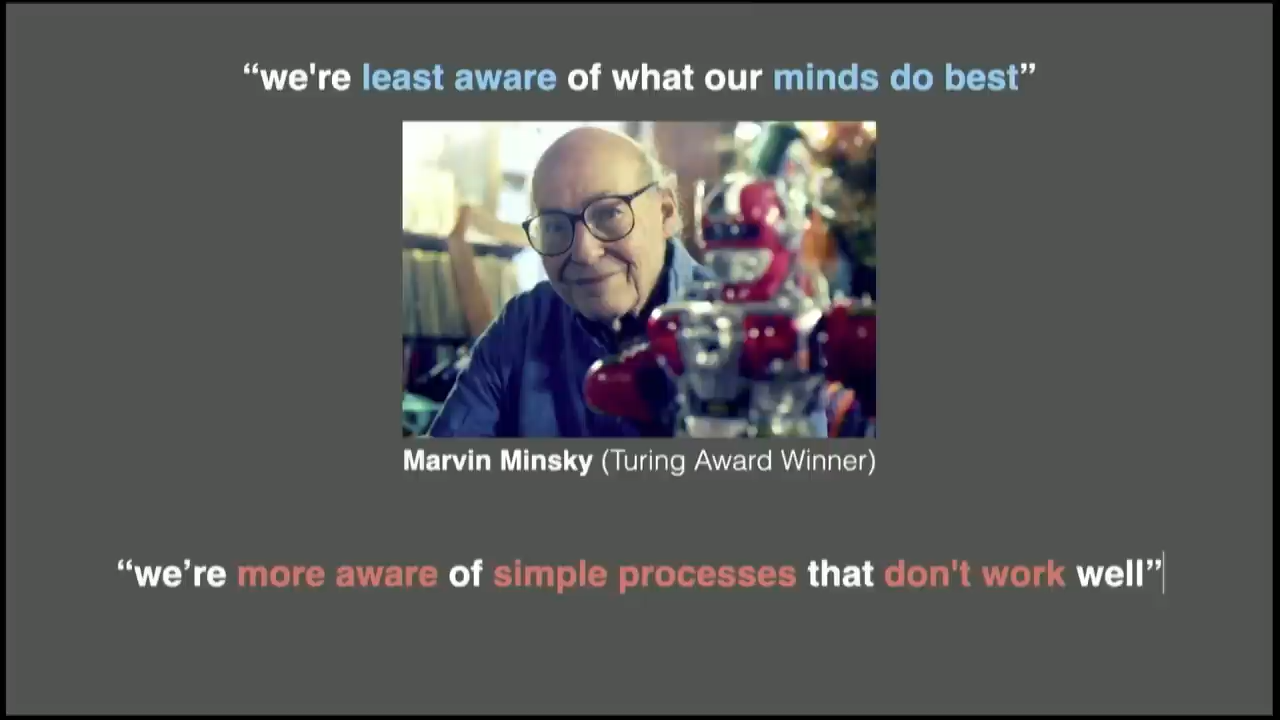 “we're least aware of what our minds do best”
Marvin Minsky (Turing Award Winner)
“we’re more aware of simple processes that don't work well”